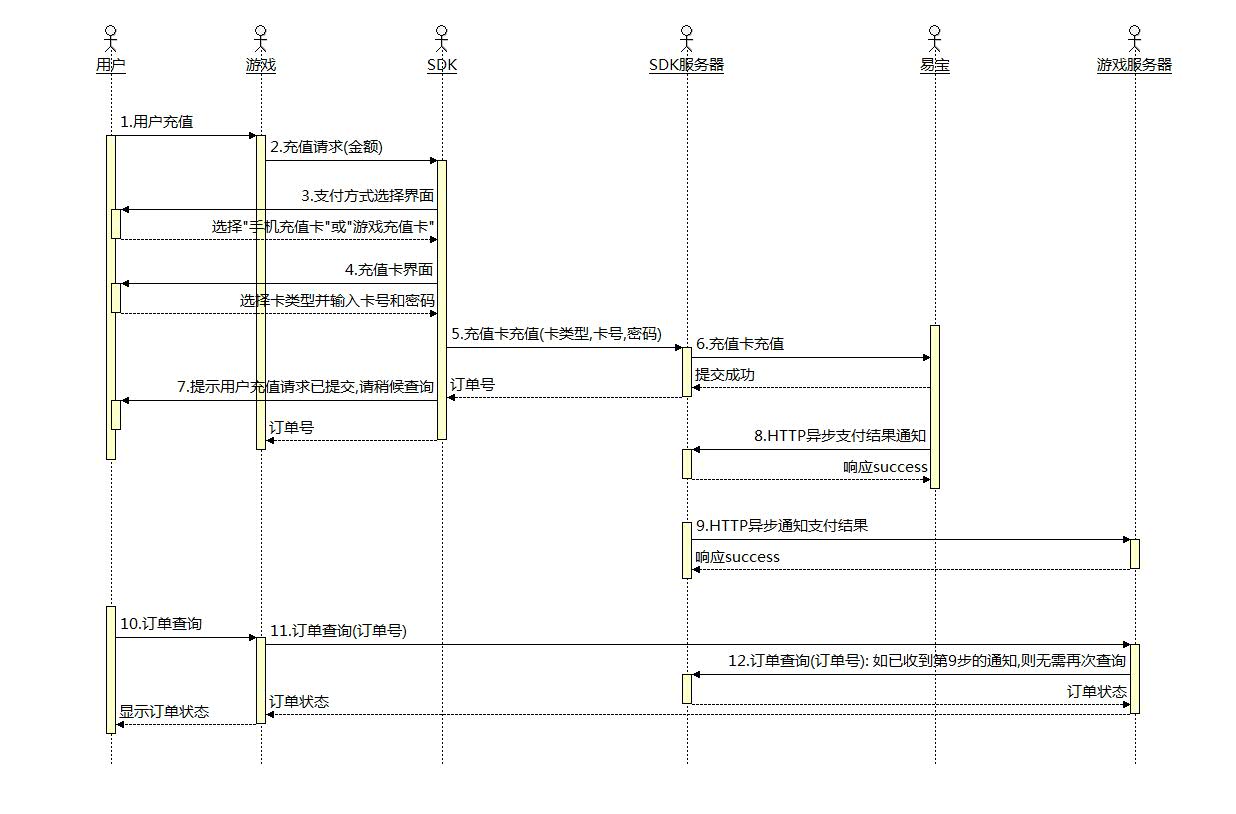 用户
游戏
SDK
SDK服务器
易宝
游戏服务器
1.用户充值
2.充值请求(金额)
3.支付方式选择界面
选择"手机充值卡"或"游戏充值卡"
4.充值卡界面
选择卡类型并输入卡号和密码
5.充值卡充值(卡类型,卡号,密码)
6.充值卡充值
提交成功
7.提示用户充值请求已提交,请稍候查询
订单号
订单号
8.HTTP异步支付结果通知
响应success
9.HTTP异步通知支付结果
响应success
10.订单查询
11.订单查询(订单号)
12.订单查询(订单号): 如已收到第9步的通知,则无需再次查询
订单状态
订单状态
显示订单状态